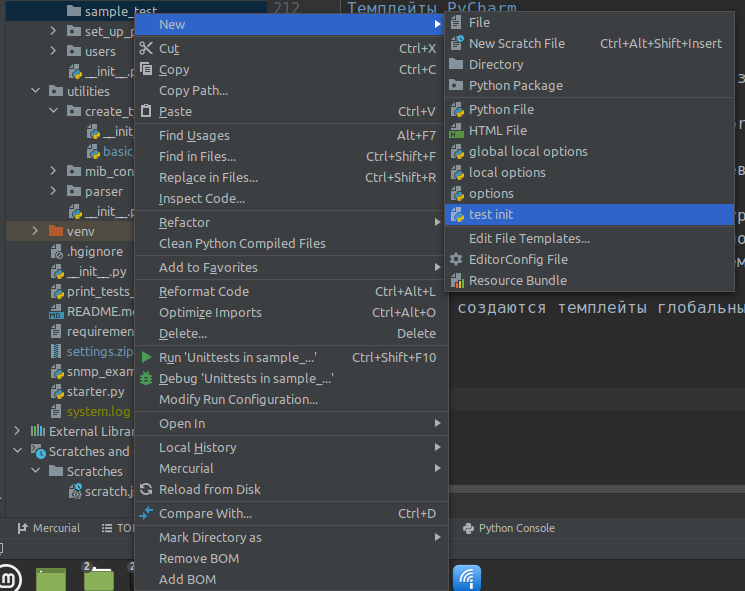 sample_test
set_up_
users
__init__.p
utilities
create_t
__init_
basic
mib_con
parser
__init__.p
venv
.hgignore
__init__.py
print_tests_
README.m
requiremen
settings.zip
snmp_exam
starter.py
system.log
External Librar
Scratches and
Scratches
scratch.j
Mercurial
TO
New
Cut Ctrl+X
Copy Ctrl+C
Copy Path...
Paste Ctrl+V
Find Usages Alt+F7
Find in Files... Ctrl+Shift+F
Replace in Files... Ctrl+Shift+R
Inspect Code...
Refactor
Clean Python Compiled Files
Add to Favorites
Reformat Code Ctrl+Alt+L
Optimize Imports Ctrl+Alt+O
Delete... Delete
Run 'Unittests in sample_...' Ctrl+Shift+F10
Debug 'Unittests in sample_...'
Modify Run Configuration...
Open In
Local History
Mercurial
Reload from Disk
Compare With... Ctrl+D
Mark Directory as
Remove BOM
Add BOM
212 Темплейты PyCharm
File
New Scratch File Ctrl+Alt+Shift+Insert
Directory
Python Package
Python File
HTML File
global local options
local options
options
test init
Edit File Templates...
EditorConfig File
Resource Bundle
создаются темплейты глобальны
Python Console
2
2